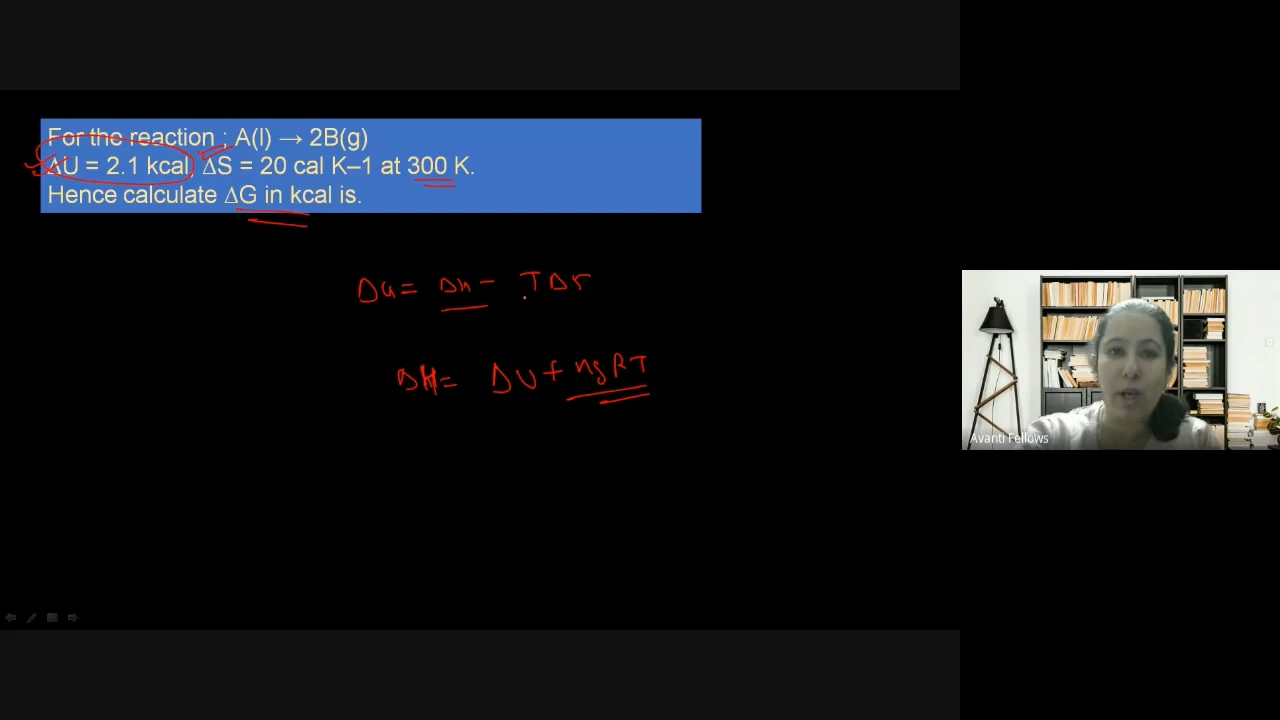 For the reaction ; A(l) → 2B(g)
ΔU = 2.1 kcal, ΔS = 20 cal K–1 at 300 K.
Hence calculate ΔG in kcal is.
ΔG = ΔH – TΔS
ΔH = ΔU + ngRT
Avanti Fellows